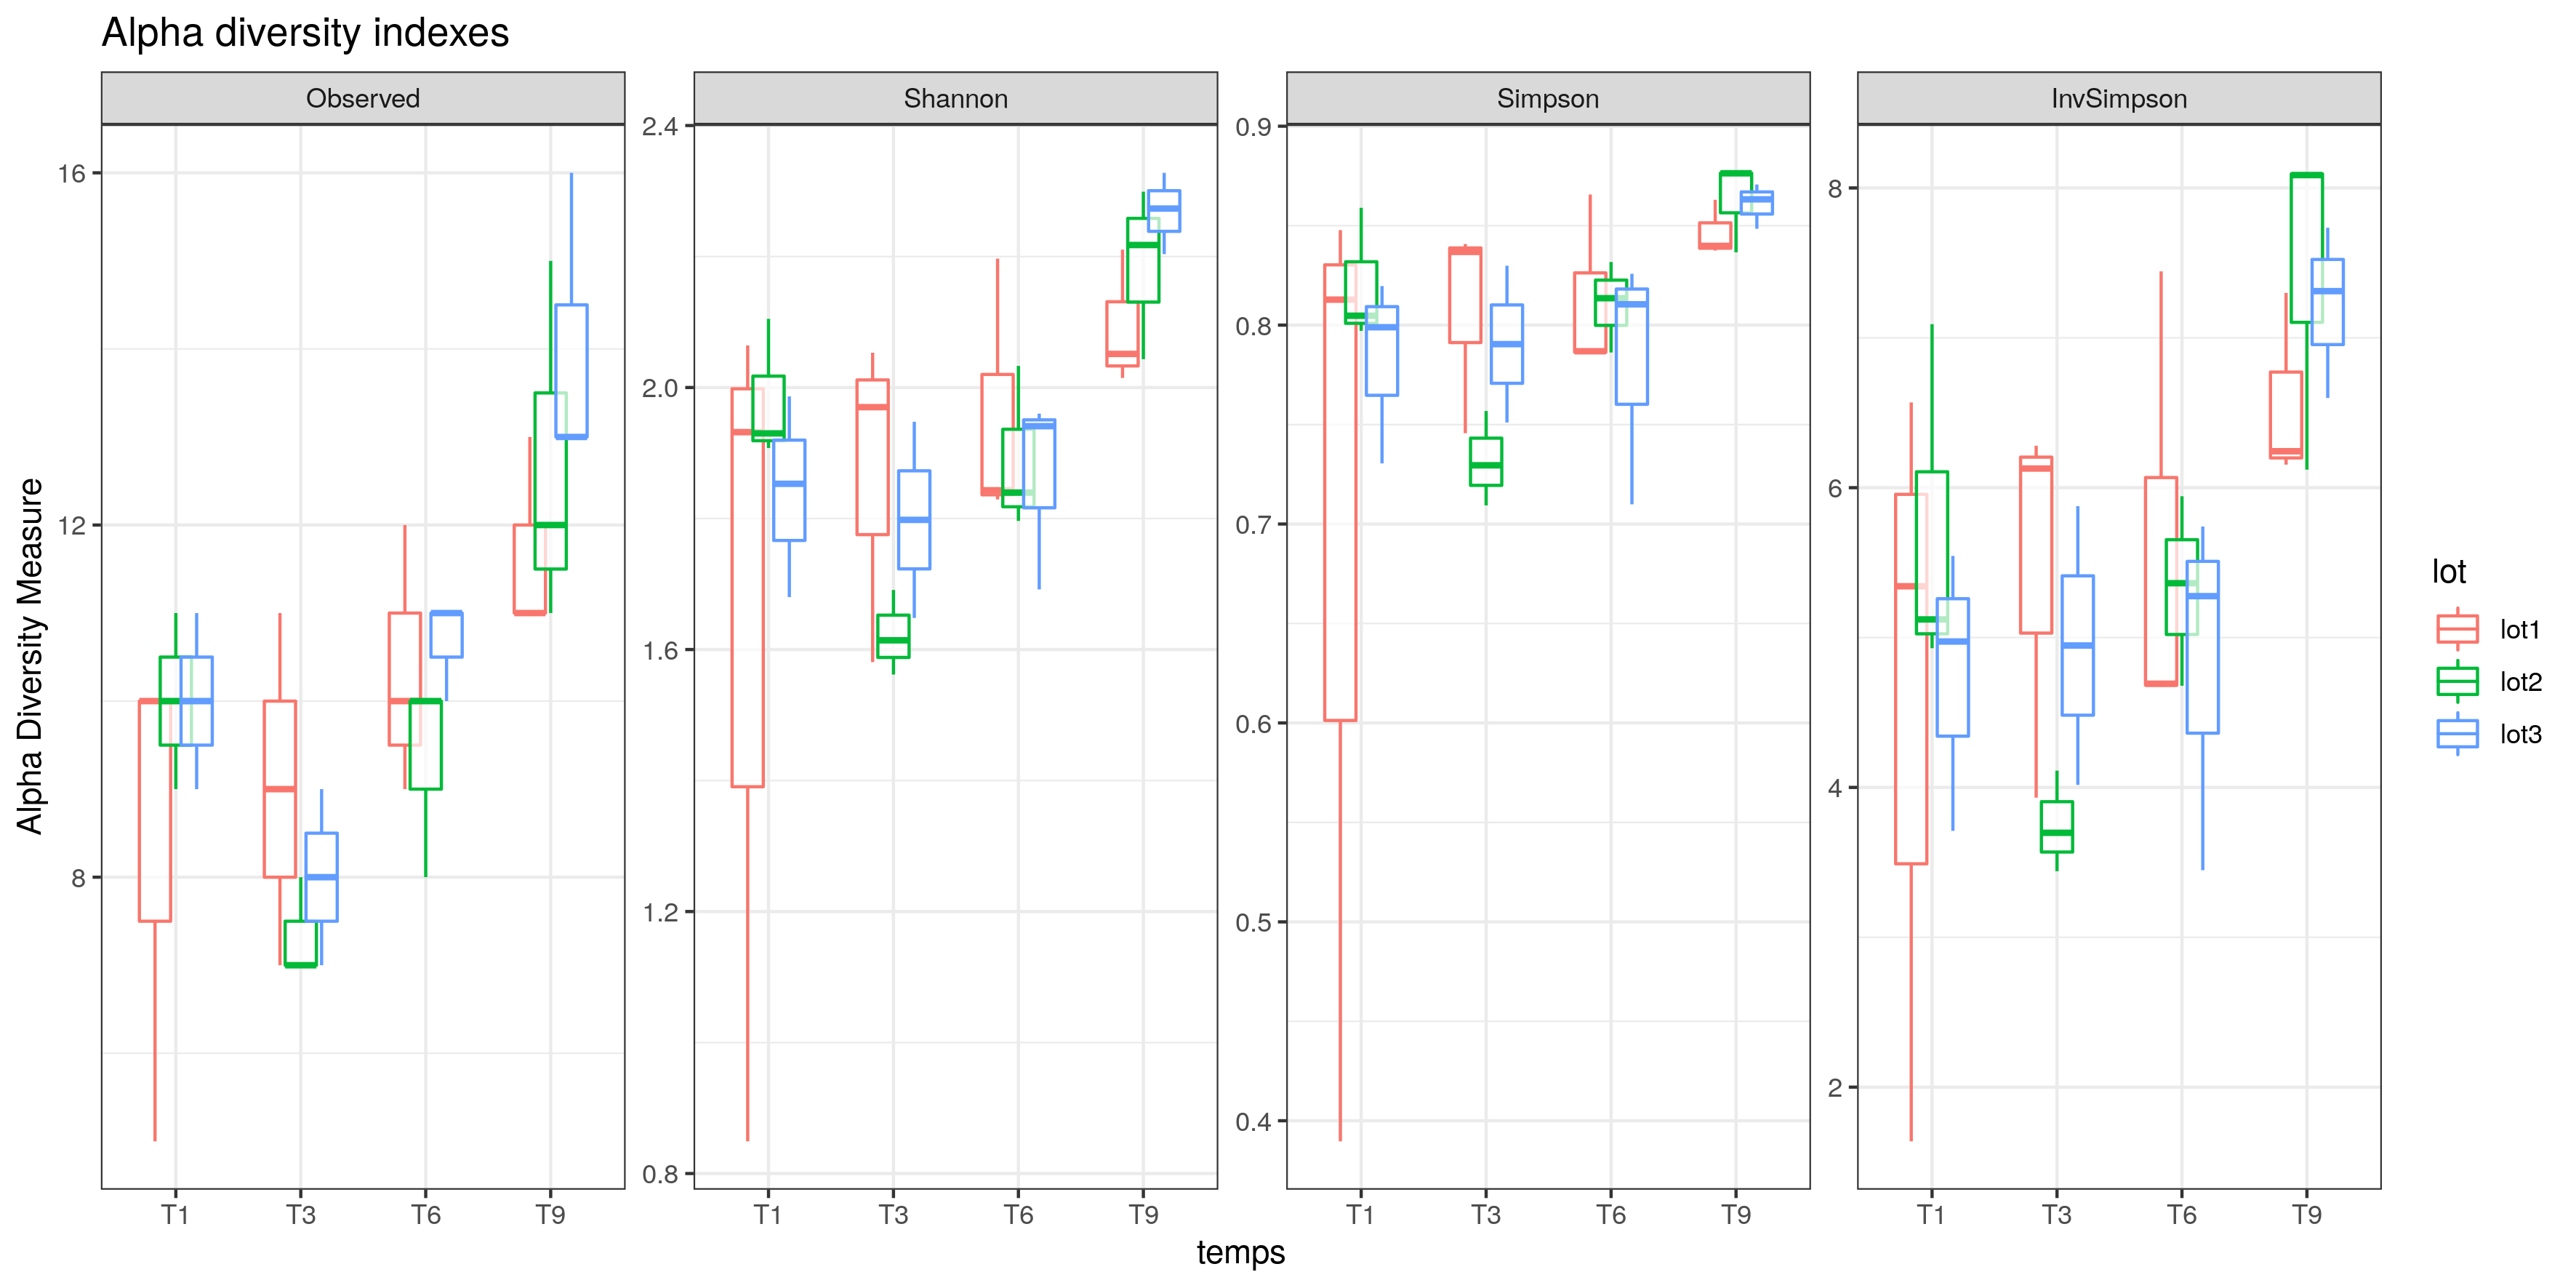 Alpha diversity indexes
Observed
Shannon
Simpson
InvSimpson
Alpha Diversity Measure
16
12
8
2.4
2.0
1.6
1.2
0.8
0.9
0.8
0.7
0.6
0.5
0.4
8
6
4
2
T1 T3 T6 T9
T1 T3 T6 T9
T1 T3 T6 T9
T1 T3 T6 T9
temps
lot
lot1
lot2
lot3